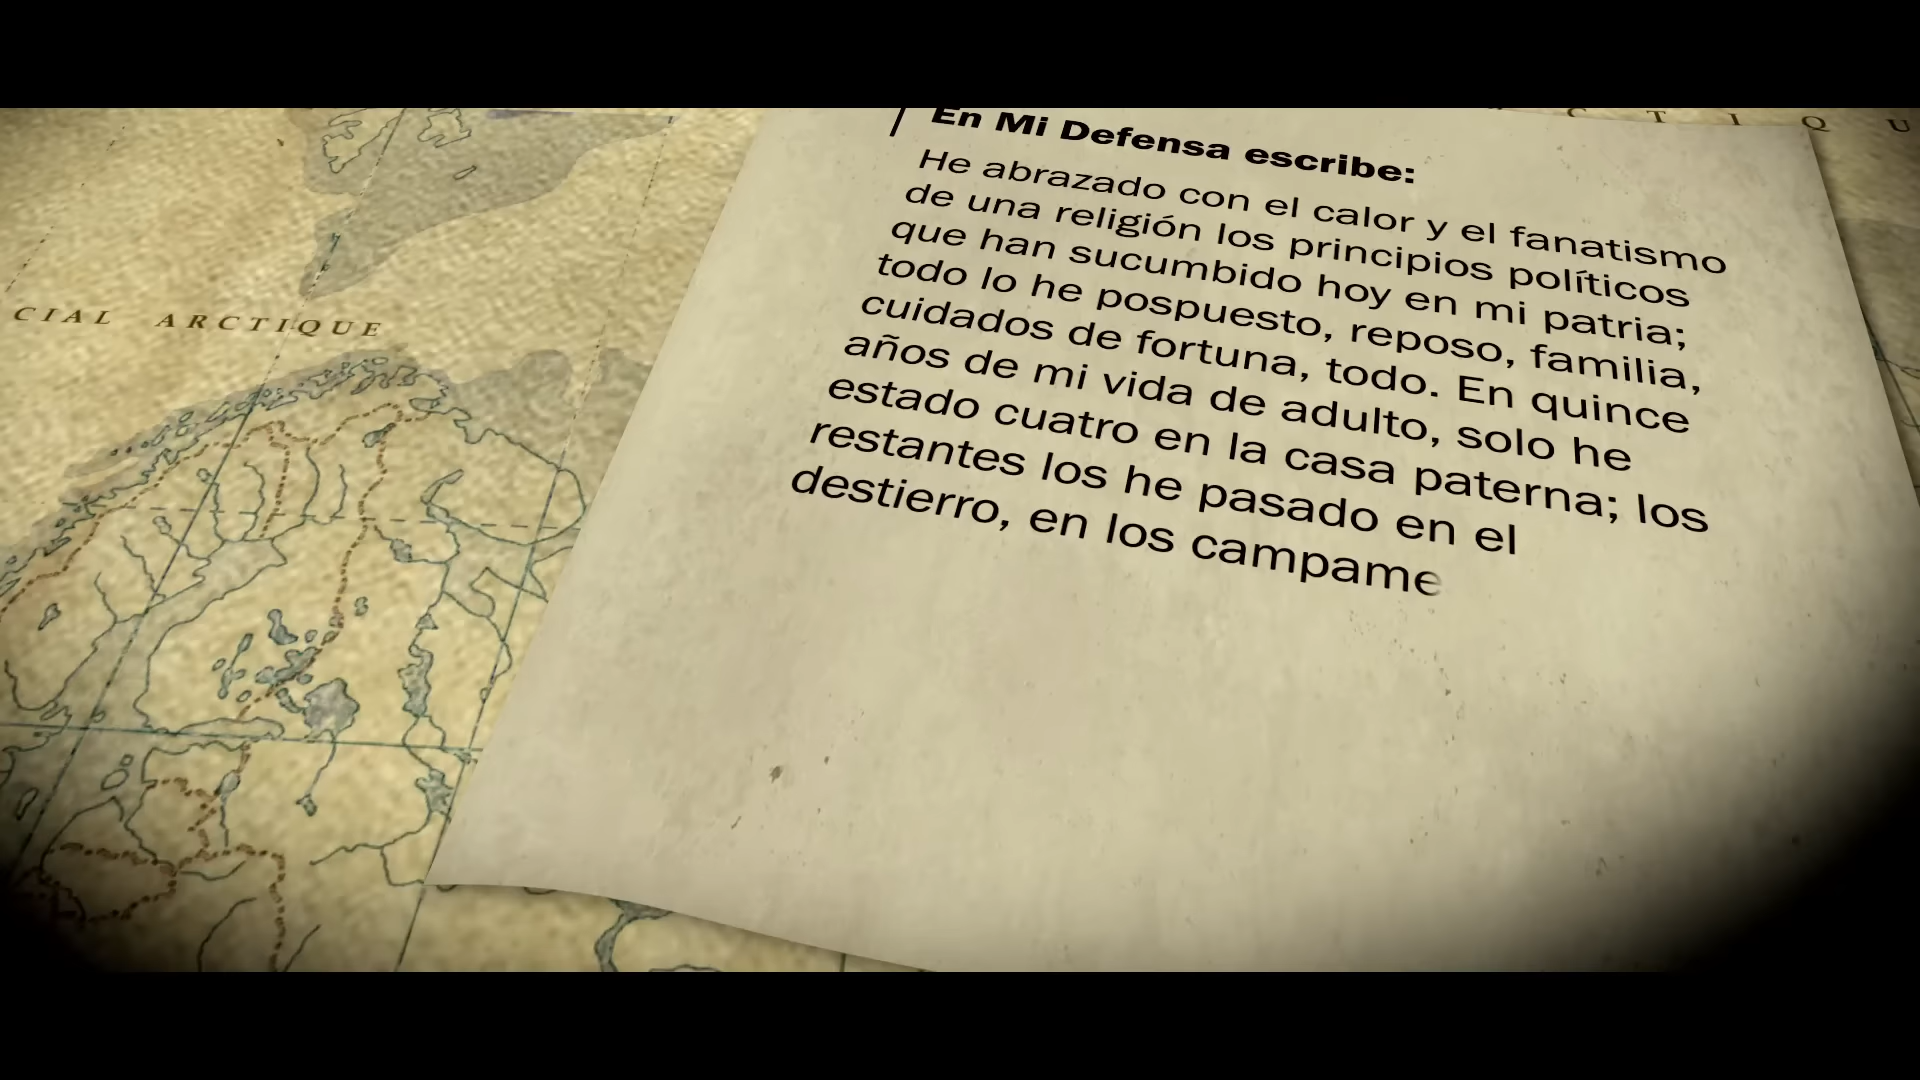 C T I Q U
En Mi Defensa escribe:
He abrazado con el calor y el fanatismo
de una religión los principios políticos
que han sucumbido hoy en mi patria;
todo lo he pospuesto, reposo, familia,
cuidados de fortuna, todo. En quince
años de mi vida de adulto, solo he
estado cuatro en la casa paterna; los
restantes los he pasado en el
destierro, en los campame
CIAL ARCTIQUE